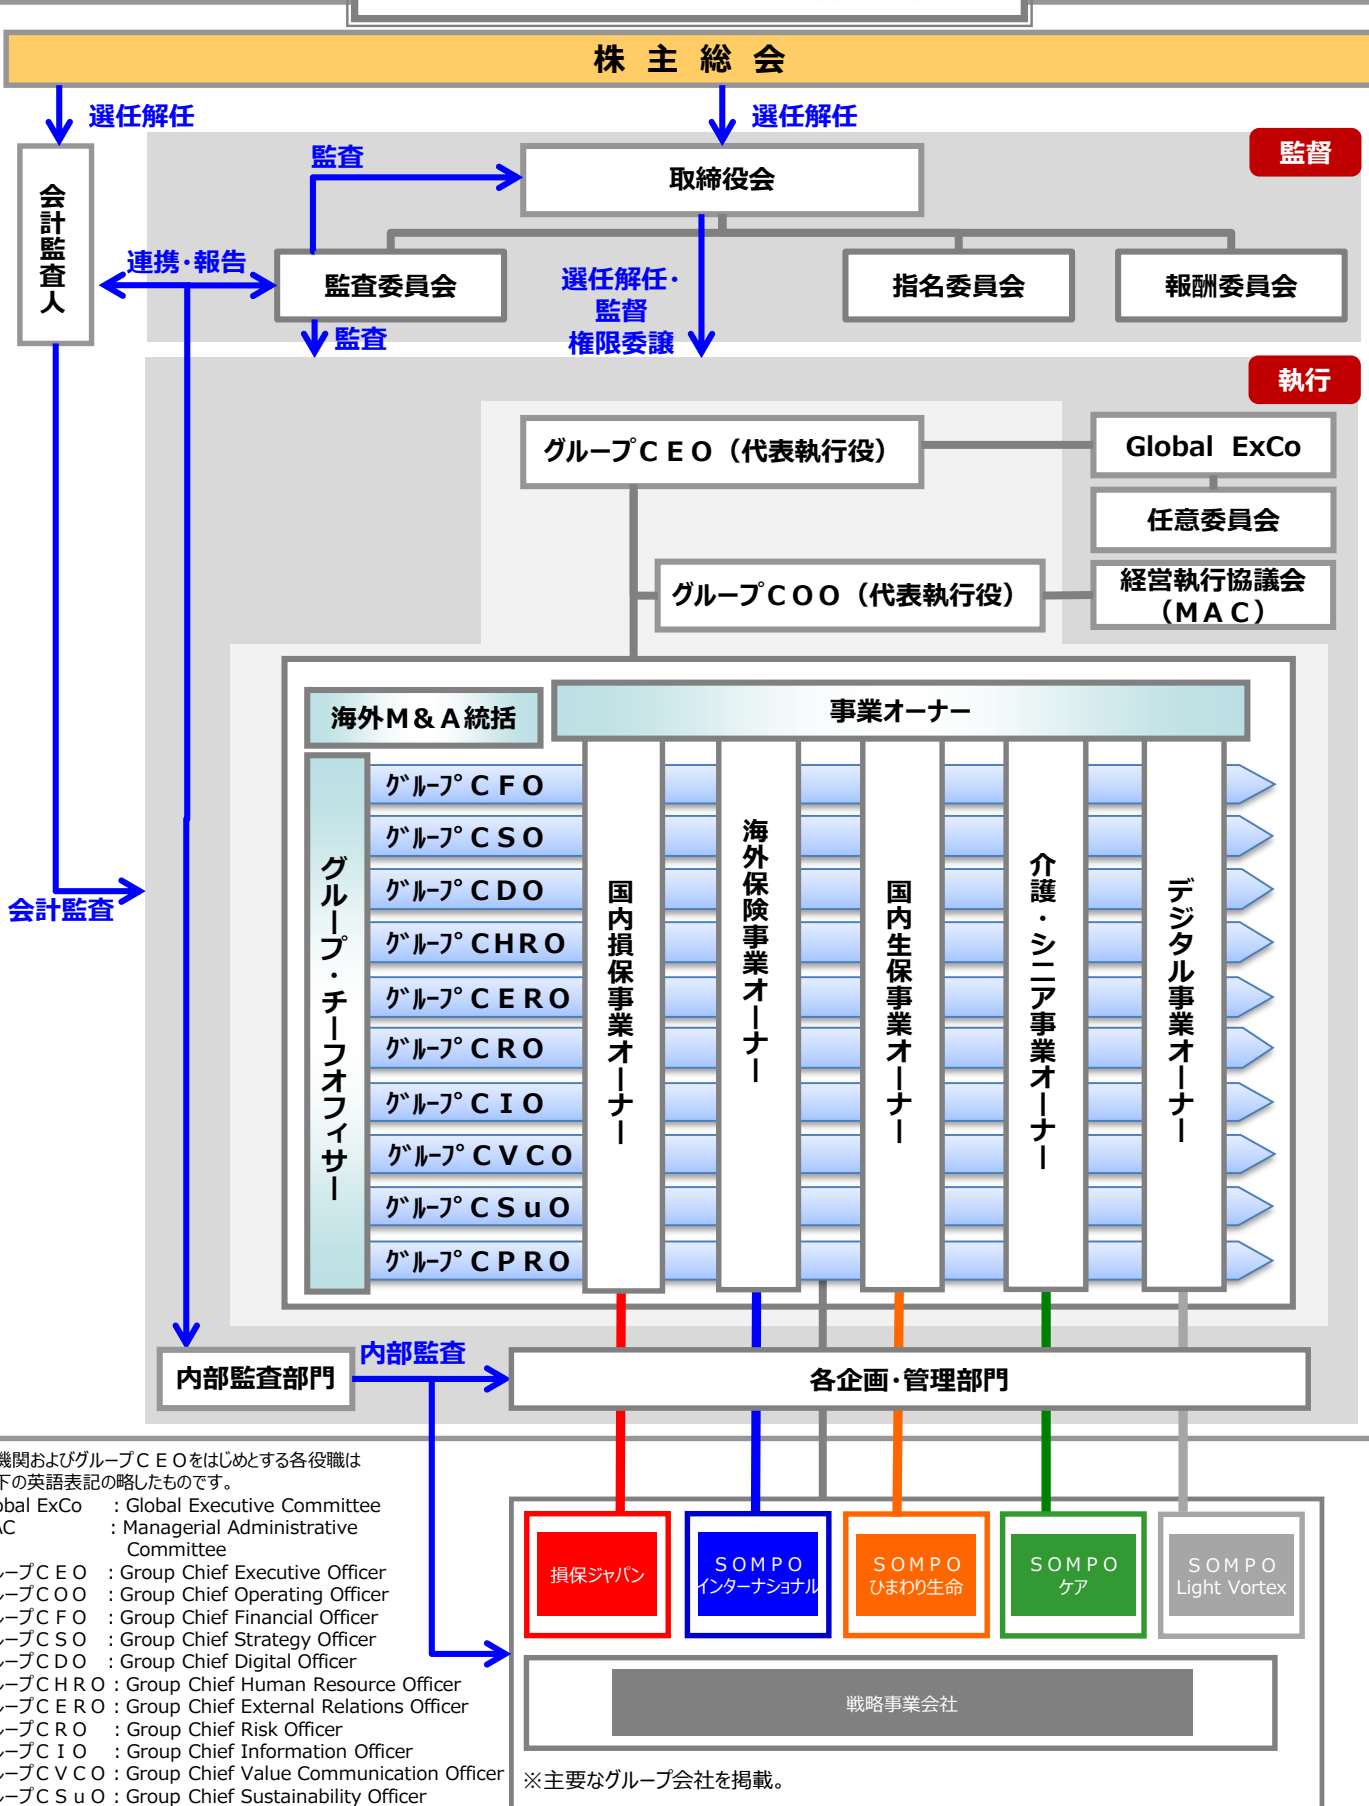 株主総会
選任解任
選任解任
監督
監査
取締役会
会計監査人
連携・報告
監査委員会
選任解任・
監督
権限委譲
指名委員会
報酬委員会
監査
執行
グループＣＥＯ（代表執行役）
Global ExCo
任意委員会
グループＣＯＯ（代表執行役）
経営執行協議会
（ＭＡＣ）
海外Ｍ＆Ａ統括
事業オーナー
グループ・チーフオフィサー
ｸﾞﾙｰﾌﾟＣＦＯ
ｸﾞﾙｰﾌﾟＣＳＯ
ｸﾞﾙｰﾌﾟＣＤＯ
ｸﾞﾙｰﾌﾟＣHRＯ
ｸﾞﾙｰﾌﾟＣＥＲＯ
ｸﾞﾙｰﾌﾟＣＲＯ
ｸﾞﾙｰﾌﾟＣＩＯ
ｸﾞﾙｰﾌﾟＣＶＣＯ
ｸﾞﾙｰﾌﾟＣＳｕＯ
ｸﾞﾙｰﾌﾟＣＰＲＯ
国内損保事業オーナー
海外保険事業オーナー
国内生保事業オーナー
介護・シニア事業オーナー
デジタル事業オーナー
会計監査
内部監査部門
内部監査
各企画・管理部門
機関およびグループＣＥＯをはじめとする各役職は
下の英語表記の略したものです。
obal ExCo : Global Executive Committee
AC : Managerial Administrative
Committee
ループＣＥＯ : Group Chief Executive Officer
ループＣＯＯ : Group Chief Operating Officer
ループＣＦＯ : Group Chief Financial Officer
ループＣＳＯ : Group Chief Strategy Officer
ループＣＤＯ : Group Chief Digital Officer
ループＣＨＲＯ : Group Chief Human Resource Officer
ループＣＥＲＯ : Group Chief External Relations Officer
ループＣＲＯ : Group Chief Risk Officer
ループＣＩＯ : Group Chief Information Officer
ループＣＶＣＯ : Group Chief Value Communication Officer
ループＣＳｕＯ : Group Chief Sustainability Officer
損保ジャパン
ＳＯＭＰＯ
インターナショナル
ＳＯＭＰＯ
ひまわり生命
ＳＯＭＰＯ
ケア
ＳＯＭＰＯ
Light Vortex
戦略事業会社
※主要なグループ会社を掲載。